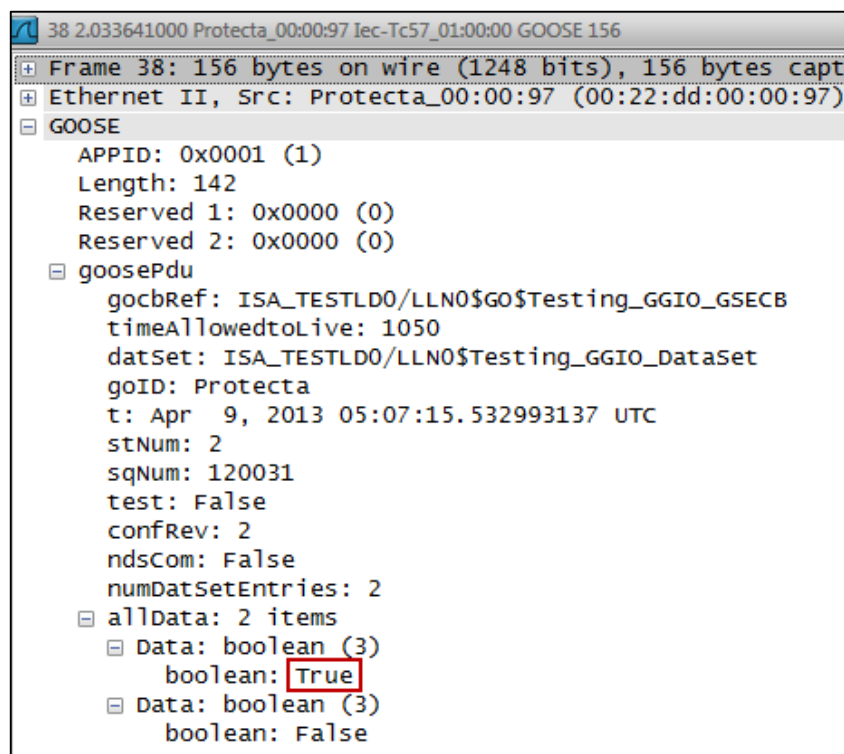 38 2.033641000 Protecta_00:00:97 Iec-Tc57_01:00:00 GOOSE 156
Frame 38: 156 bytes on wire (1248 bits), 156 bytes capt
Ethernet II, Src: Protecta_00:00:97 (00:22:dd:00:00:97)
GOOSE
APPID: 0x0001 (1)
Length: 142
Reserved 1: 0x0000 (0)
Reserved 2: 0x0000 (0)
goosePdu
gocbRef: ISA_TESTLD0/LLN0$GO$Testing_GGIO_GSECB
timeAllowedtoLive: 1050
datSet: ISA_TESTLD0/LLN0$Testing_GGIO_DataSet
goID: Protecta
t: Apr  9, 2013 05:07:15.532993137 UTC
stNum: 2
sqNum: 120031
test: False
confRev: 2
ndsCom: False
numDatSetEntries: 2
allData: 2 items
Data: boolean (3)
boolean: True
Data: boolean (3)
boolean: False